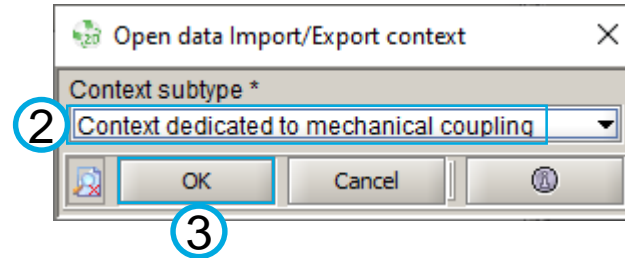 Open data Import/Export context
Context subtype *
2 Context dedicated to mechanical coupling
OK Cancel
3